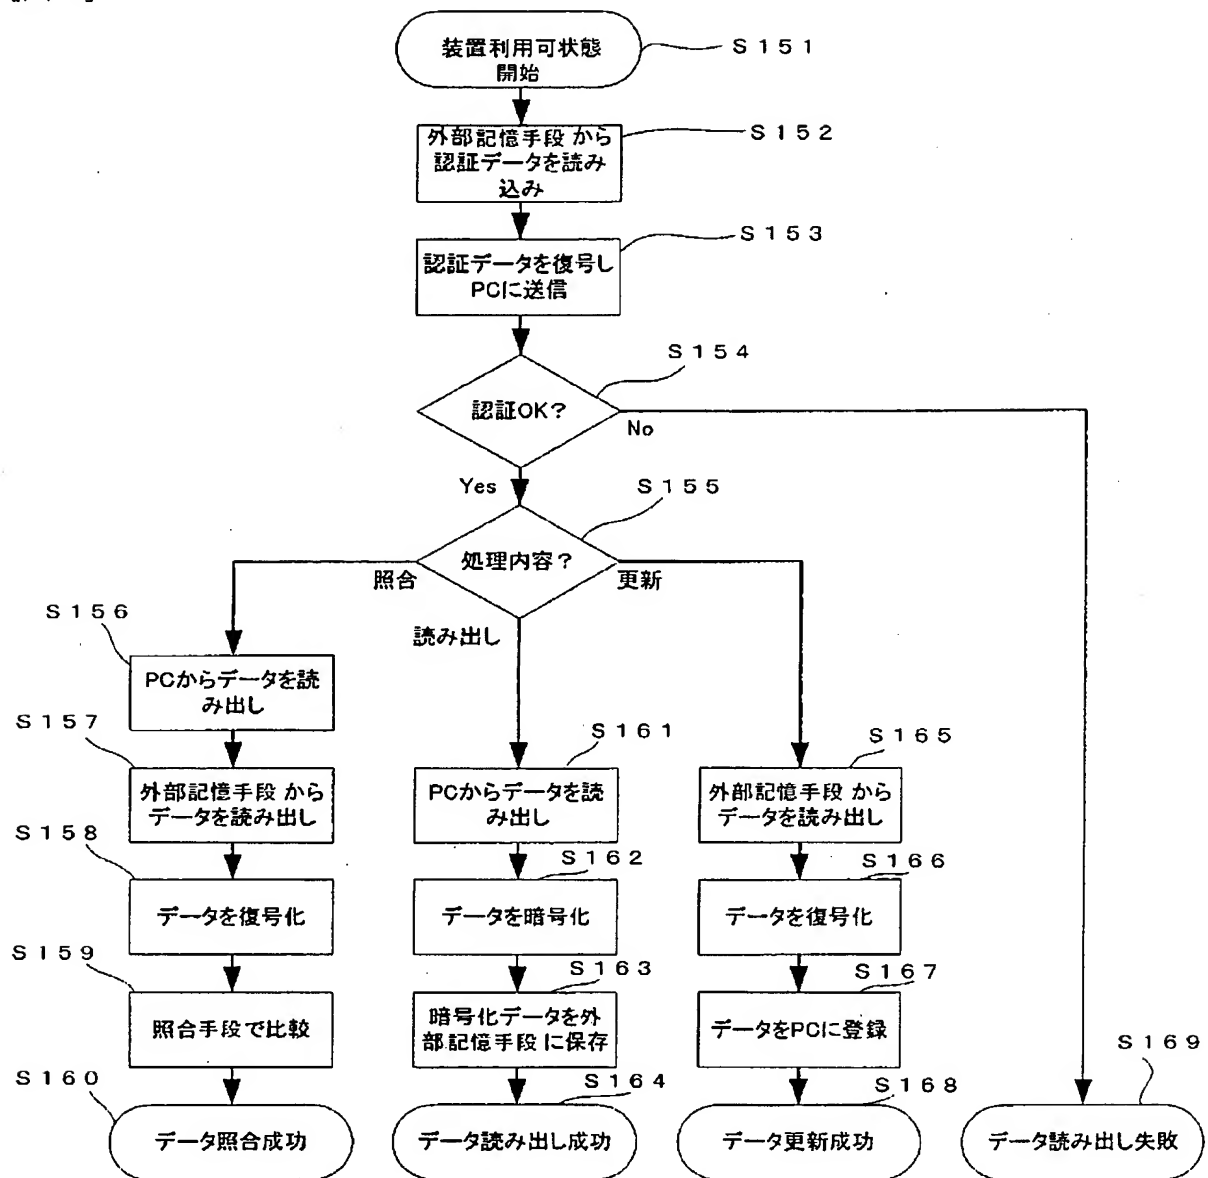 装置利用可状態
開始
S151
外部記憶手段 から
認証データを読み
込み
S152
認証データを復号し
PCに送信
S153
認証OK?
S154
No
Yes
処理内容?
S155
照合
読み出し
更新
S156
PCからデータを読
み出し
S157
外部記憶手段 から
データを読み出し
S158
データを復号化
S159
照合手段で比較
S160
データ照合成功
S161
PCからデータを読
み出し
S162
データを暗号化
S163
暗号化データを外
部記憶手段 に保存
S164
データ読み出し成功
S165
外部記憶手段 から
データを読み出し
S166
データを復号化
S167
データをPCに登録
S168
データ更新成功
S169
データ読み出し失敗